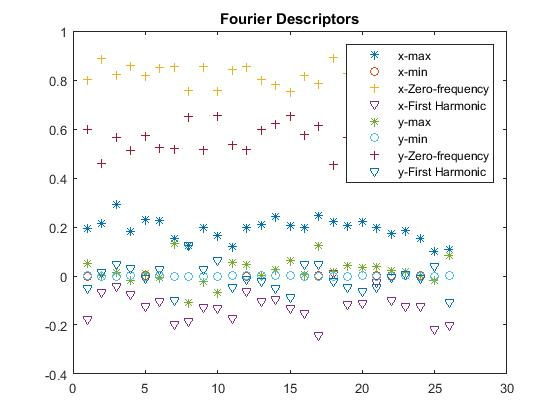 Fourier Descriptors
1
0.8
0.6
0.4
0.2
0
-0.2
-0.4
0
5
10
15
20
25
30
x-max
x-min
x-Zero-frequency
x-First Harmonic
y-max
y-min
y-Zero-frequency
y-First Harmonic